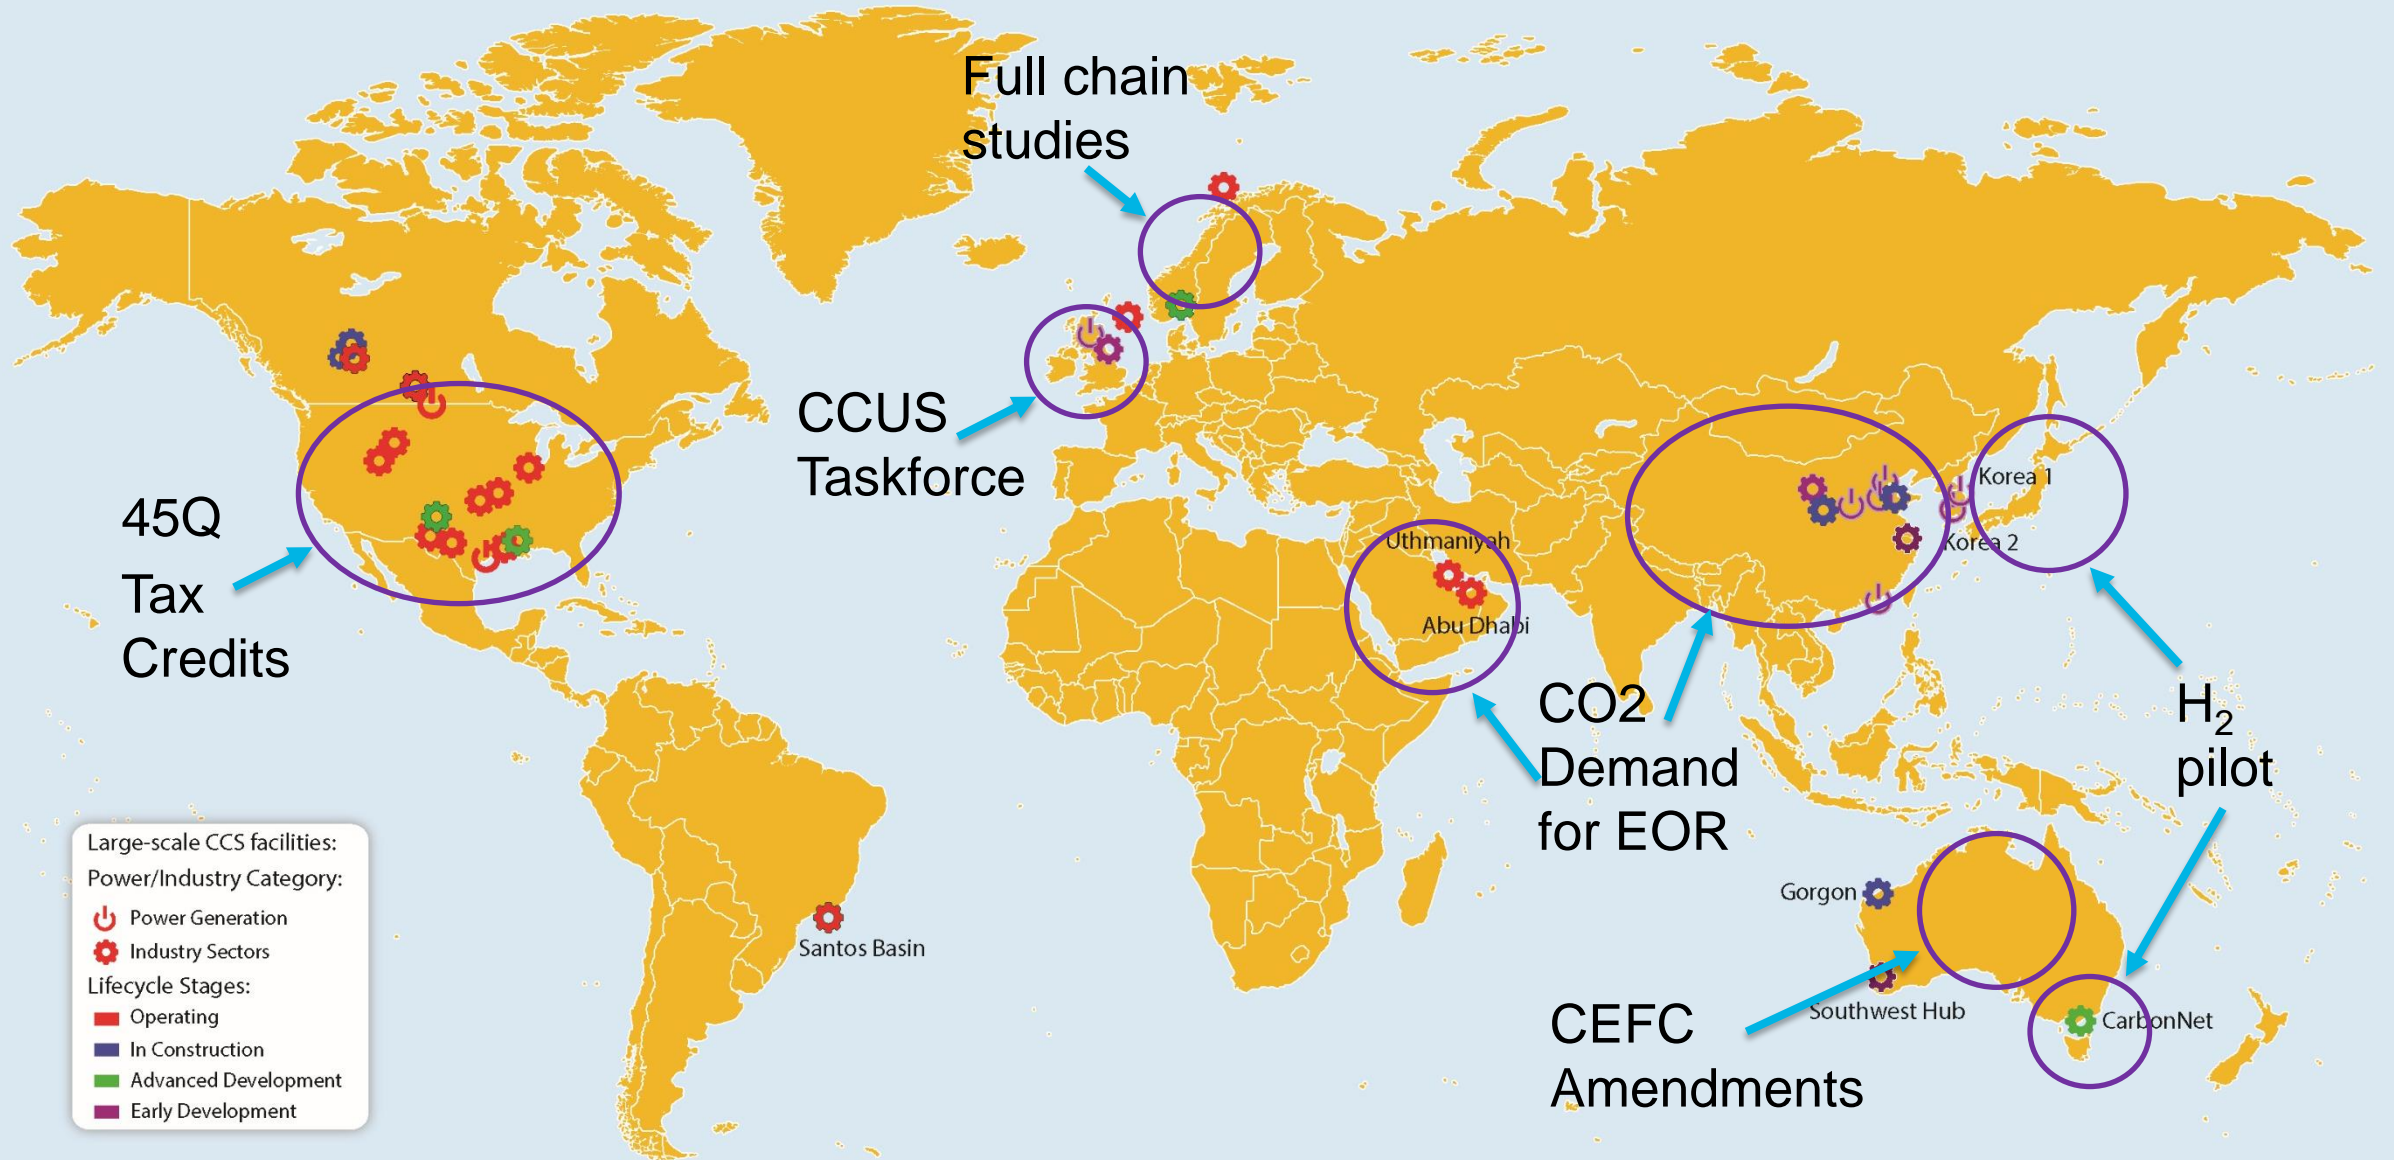 Full chain
studies
CCUS
Taskforce
45Q
Tax
Credits
Korea 1
Korea 2
Uthmaniyah
Abu Dhabi
CO2
Demand
for EOR
H₂
pilot
Gorgon
Southwest Hub
CarbonNet
CEFC
Amendments
Santos Basin
Large-scale CCS facilities:
Power/Industry Category:
Power Generation
Industry Sectors
Lifecycle Stages:
Operating
In Construction
Advanced Development
Early Development